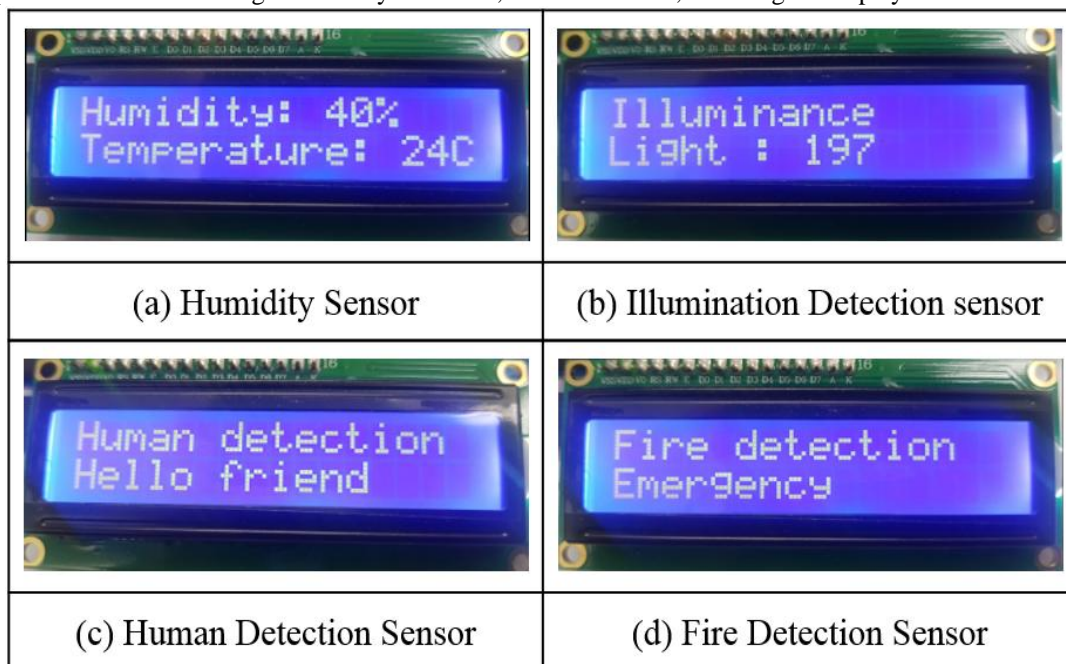 Humidity: 40%
Temperature: 24C
Illuminance
Light : 197
(a) Humidity Sensor
(b) Illumination Detection sensor
Human detection
Hello friend
Fire detection
Emergency
(c) Human Detection Sensor
(d) Fire Detection Sensor